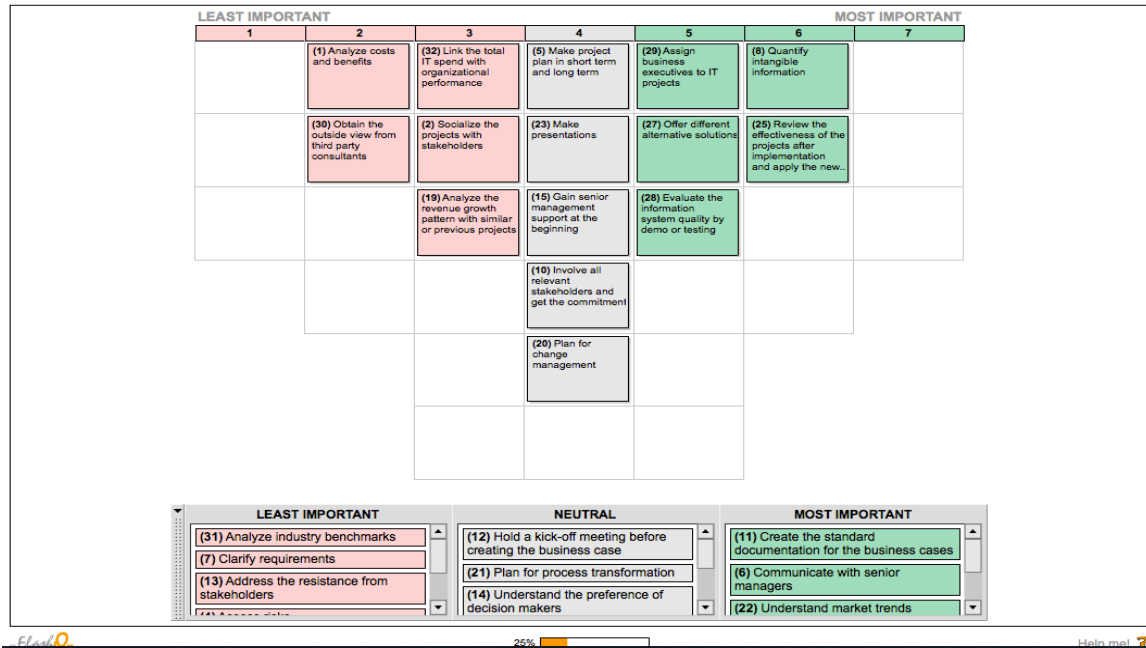 LEAST IMPORTANT
MOST IMPORTANT
1
2
3
4
5
6
7
(1) Analyze costs
and benefits
(32) Link the total
IT spend with
organizational
performance
(5) Make project
plan in short term
and long term
(29) Assign
business
executives to IT
projects
(8) Quantify
intangible
information
(30) Obtain the
outside view from
third party
consultants
(2) Socialize the
projects with
stakeholders
(23) Make
presentations
(27) Offer different
alternative solutions
(25) Review the
effectiveness of the
projects after
implementation
and apply the new..
(19) Analyze the
revenue growth
pattern with similar
or previous projects
(15) Gain senior
management
support at the
beginning
(28) Evaluate the
information
system quality by
demo or testing
(10) Involve all
relevant
stakeholders and
get the commitment
(20) Plan for
change
management
LEAST IMPORTANT
(31) Analyze industry benchmarks
(7) Clarify requirements
(13) Address the resistance from
stakeholders
NEUTRAL
(12) Hold a kick-off meeting before
creating the business case
(21) Plan for process transformation
(14) Understand the preference of
decision makers
MOST IMPORTANT
(11) Create the standard
documentation for the business cases
(6) Communicate with senior
managers
(22) Understand market trends
FlashQ
25%
Help me!